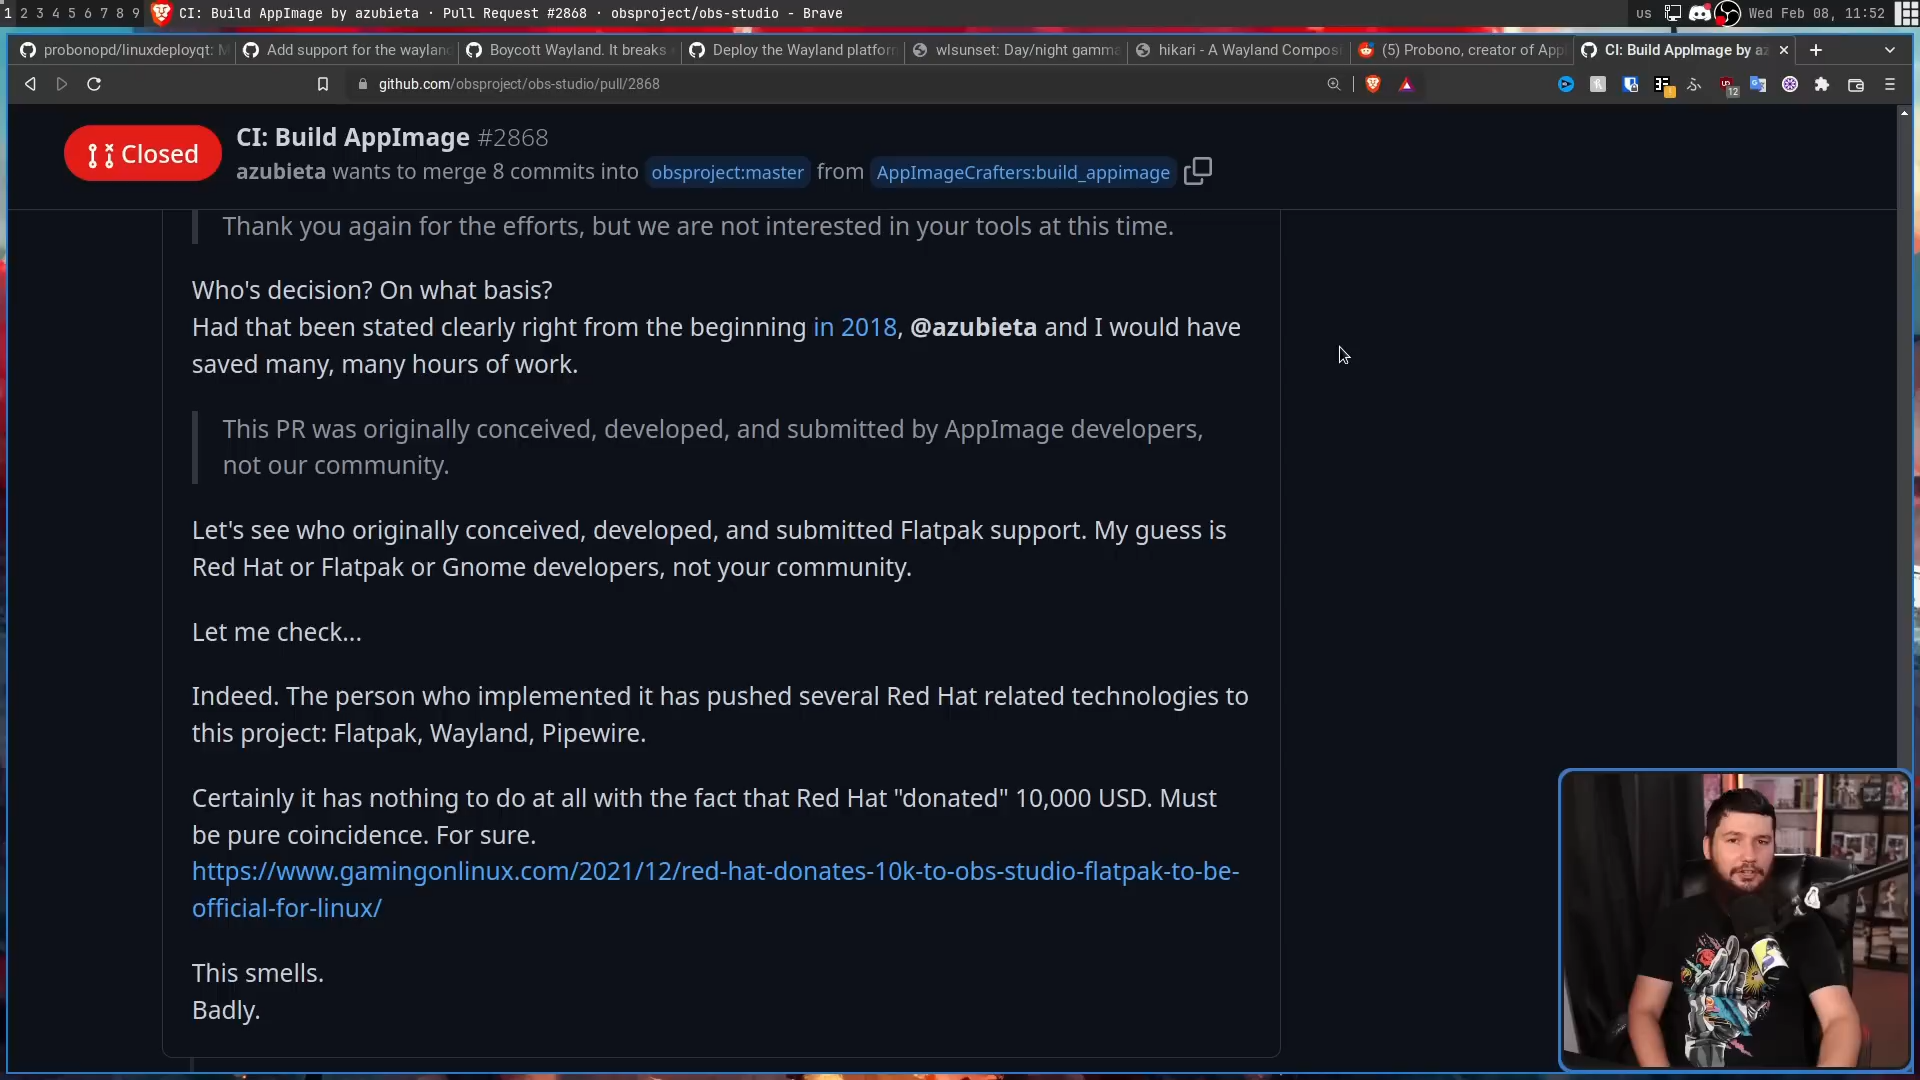 1 2 3 4 5 6 7 8 9 CI: Build AppImage by azubieta · Pull Request #2868 · obsproject/obs-studio - Brave us Wed Feb 08, 11:52
probonopd/linuxdeployqt: M Add support for the wayland Boycott Wayland. It breaks Deploy the Wayland platfor wlsunset: Day/night gamma hikari - A Wayland Composi (5) Probono, creator of App CI: Build AppImage by az
github.com/obsproject/obs-studio/pull/2868 1 12
Closed
CI: Build AppImage #2868
azubieta wants to merge 8 commits into obsproject:master from AppImageCrafters:build_appimage
Thank you again for the efforts, but we are not interested in your tools at this time.
Who's decision? On what basis?
Had that been stated clearly right from the beginning in 2018, @azubieta and I would have
saved many, many hours of work.
This PR was originally conceived, developed, and submitted by AppImage developers,
not our community.
Let's see who originally conceived, developed, and submitted Flatpak support. My guess is
Red Hat or Flatpak or Gnome developers, not your community.
Let me check...
Indeed. The person who implemented it has pushed several Red Hat related technologies to
this project: Flatpak, Wayland, Pipewire.
Certainly it has nothing to do at all with the fact that Red Hat "donated" 10,000 USD. Must
be pure coincidence. For sure.
https://www.gamingonlinux.com/2021/12/red-hat-donates-10k-to-obs-studio-flatpak-to-be-
official-for-linux/
This smells.
Badly.